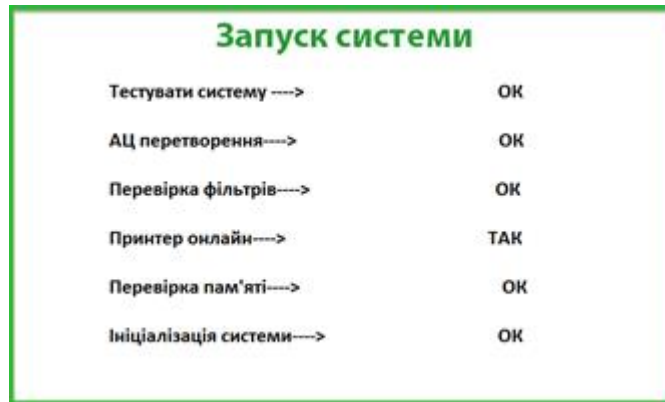 Запуск системи
Тестувати систему ----> ОК
АЦ перетворення----> ОК
Перевірка фільтрів----> ОК
Принтер онлайн----> ТАК
Перевірка пам'яті----> ОК
Ініціалізація системи----> ОК